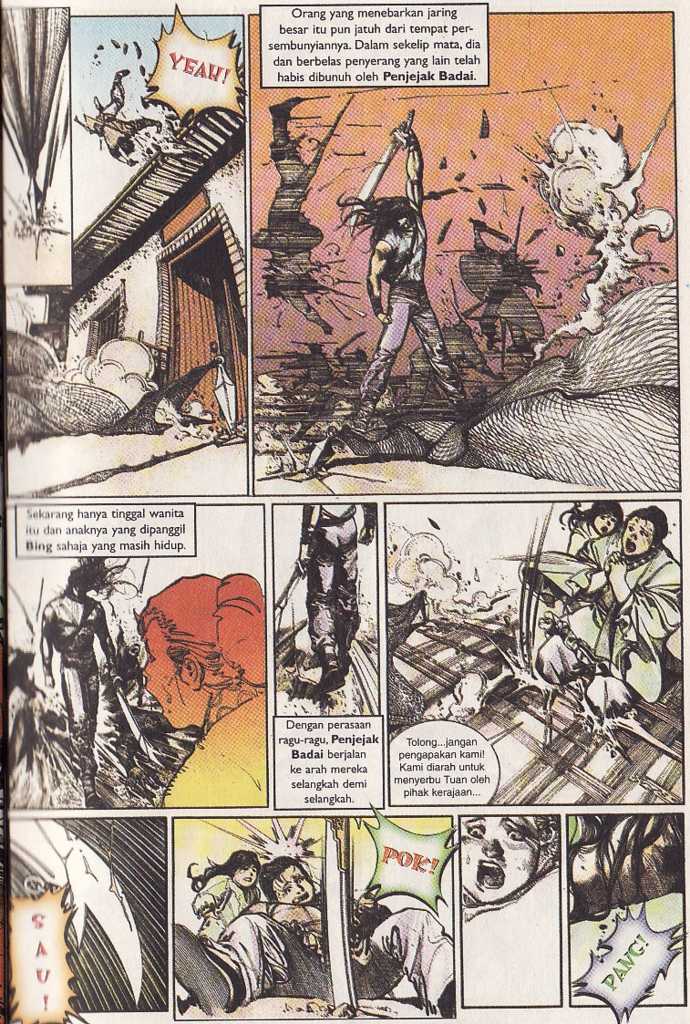 YEAH!
Orang yang menebarkan jaring
besar itu pun jatuh dari tempat per-
sembunyiannya. Dalam sekelip mata, dia
dan berbelas penyerang yang lain telah
habis dibunuh oleh Penjejak Badai.
Sekarang hanya tinggal wanita
itu dan anaknya yang dipanggil
Bing sahaja yang masih hidup.
Dengan perasaan
ragu-ragu, Penjejak
Badai berjalan
ke arah mereka
selangkah demi
selangkah.
Tolong...jangan
pengapakan kami!
Kami diarah untuk
menyerbu Tuan oleh
pihak kerajaan...
SAU!
POK!
PANG!